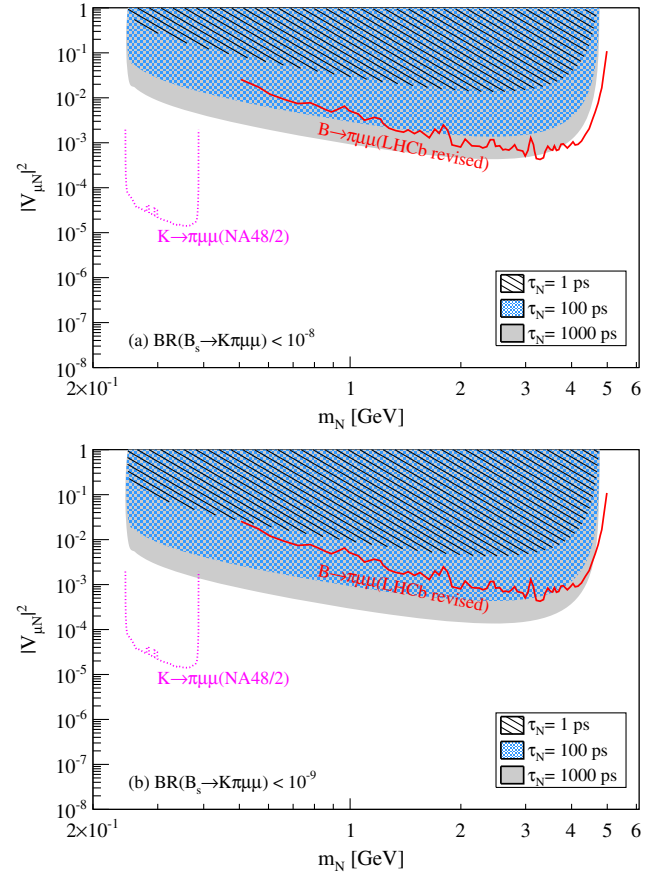 1
10⁻¹
10⁻²
10⁻³
10⁻⁴
10⁻⁵
10⁻⁶
10⁻⁷
10⁻⁸
|V_μN|²
B→πμμ(LHCb revised)
K→πμμ(NA48/2)
τ_N= 1 ps
τ_N= 100 ps
τ_N= 1000 ps
(a) BR(B_s→Kπμμ) < 10⁻⁸
2×10⁻¹ 1 2 3 4 5 6
m_N [GeV]
1
10⁻¹
10⁻²
10⁻³
10⁻⁴
10⁻⁵
10⁻⁶
10⁻⁷
10⁻⁸
|V_μN|²
B→πμμ(LHCb revised)
K→πμμ(NA48/2)
τ_N= 1 ps
τ_N= 100 ps
τ_N= 1000 ps
(b) BR(B_s→Kπμμ) < 10⁻⁹
2×10⁻¹ 1 2 3 4 5 6
m_N [GeV]